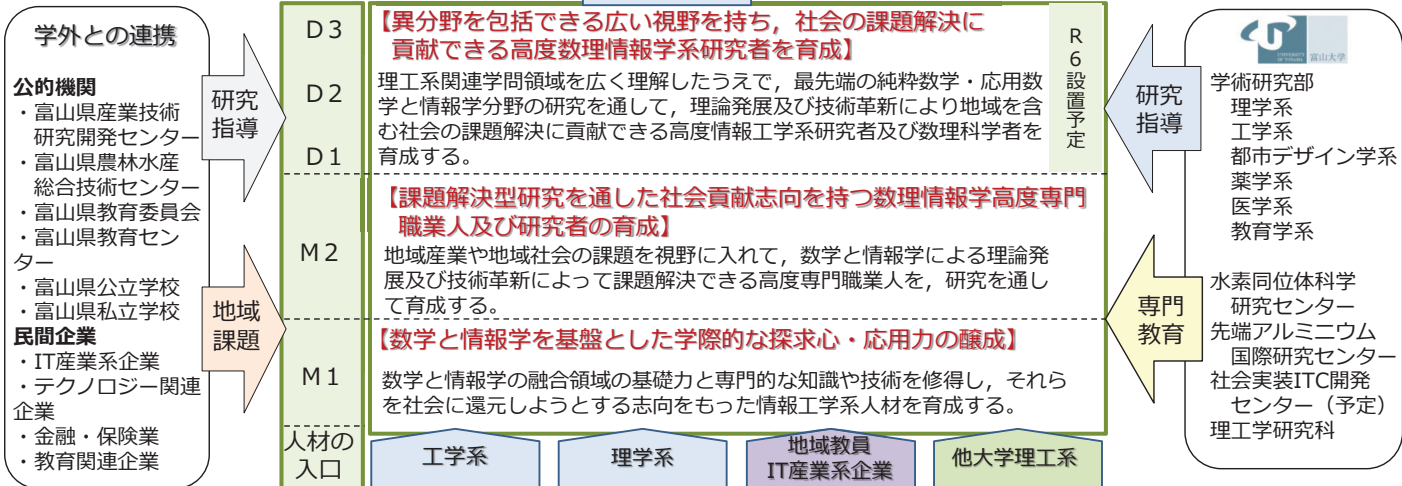 学外との連携
公的機関
・富山県産業技術
研究開発センター
・富山県農林水産
総合技術センター
・富山県教育委員会
・富山県教育セン
ター
・富山県公立学校
・富山県私立学校
民間企業
・IT産業系企業
・テクノロジー関連
企業
・金融・保険業
・教育関連企業
研究
指導
地域
課題
D3
D2
D1
M2
M1
人材の
入口
【異分野を包括できる広い視野を持ち，社会の課題解決に
貢献できる高度数理情報学系研究者を育成】
理工系関連学問領域を広く理解したうえで，最先端の純粋数学・応用数
学と情報学分野の研究を通して，理論発展及び技術革新により地域を含
む社会の課題解決に貢献できる高度情報工学系研究者及び数理科学者を
育成する。
R6設置予定
【課題解決型研究を通した社会貢献志向を持つ数理情報学高度専門
職業人及び研究者の育成】
地域産業や地域社会の課題を視野に入れて，数学と情報学による理論発
展及び技術革新によって課題解決できる高度専門職業人を，研究を通し
て育成する。
【数学と情報学を基盤とした学際的な探求心・応用力の醸成】
数学と情報学の融合領域の基礎力と専門的な知識や技術を修得し，それら
を社会に還元しようとする志向をもった情報工学系人材を育成する。
工学系
理学系
地域教員
IT産業系企業
他大学理工系
研究
指導
専門
教育
UNIVERSITY
OF TOYAMA
富山大学
学術研究部
理学系
工学系
都市デザイン学系
薬学系
医学系
教育学系
水素同位体科学
研究センター
先端アルミニウム
国際研究センター
社会実装ITC開発
センター（予定）
理工学研究科